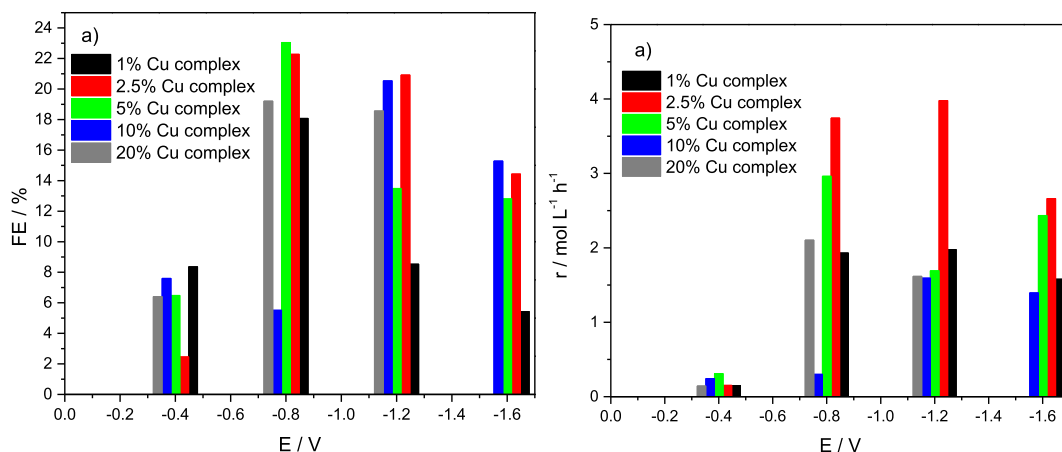 a)
1% Cu complex
2.5% Cu complex
5% Cu complex
10% Cu complex
20% Cu complex
FE / %
24
22
20
18
16
14
12
10
8
6
4
2
0
0.0 -0.2 -0.4 -0.6 -0.8 -1.0 -1.2 -1.4 -1.6
E / V
a)
1% Cu complex
2.5% Cu complex
5% Cu complex
10% Cu complex
20% Cu complex
r / mol L⁻¹ h⁻¹
5
4
3
2
1
0
0.0 -0.2 -0.4 -0.6 -0.8 -1.0 -1.2 -1.4 -1.6
E / V